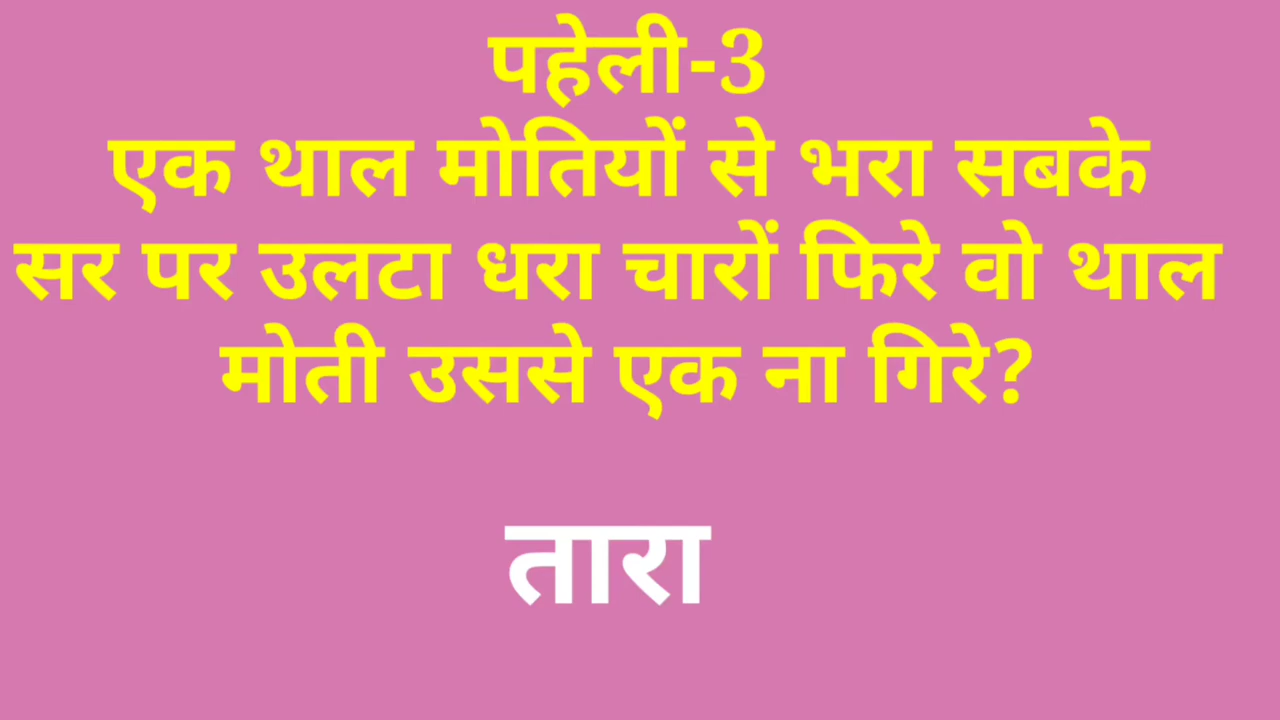 पहेली-3
एक थाल मोतियों से भरा सबके
सर पर उलटा धरा चारों फिरे वो थाल
मोती उससे एक ना गिरे?
तारा